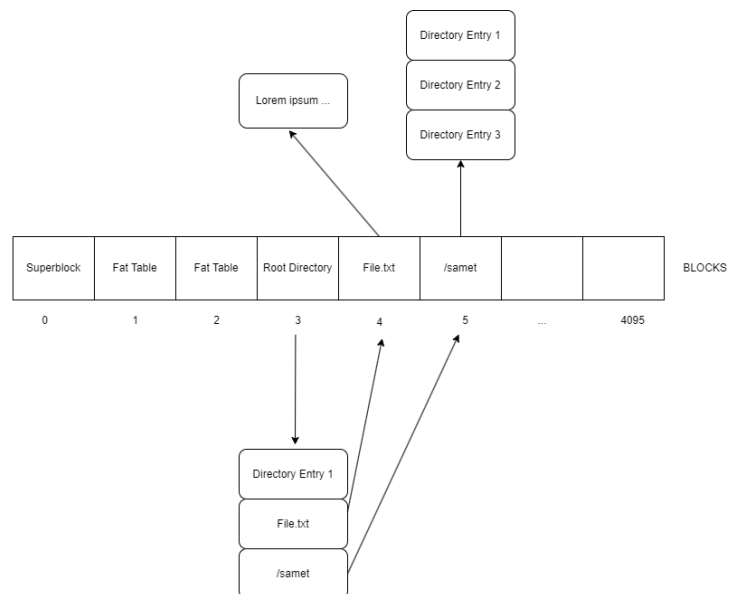 Directory Entry 1
Directory Entry 2
Directory Entry 3
Lorem ipsum ...
Superblock
Fat Table
Fat Table
Root Directory
File.txt
/samet
BLOCKS
0
1
2
3
4
5
...
4095
Directory Entry 1
File.txt
/samet